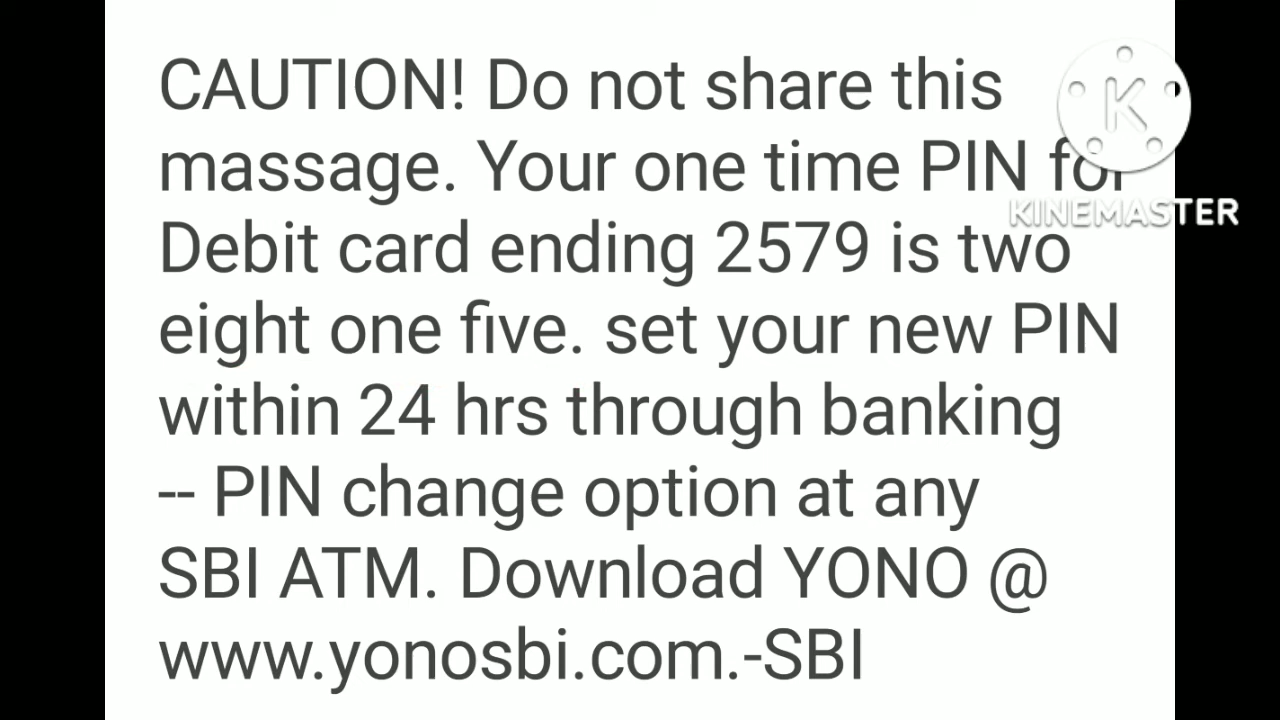 CAUTION! Do not share this
massage. Your one time PIN for
Debit card ending 2579 is two
eight one five. set your new PIN
within 24 hrs through banking
-- PIN change option at any
SBI ATM. Download YONO @
www.yonosbi.com.-SBI
K
KINEMASTER